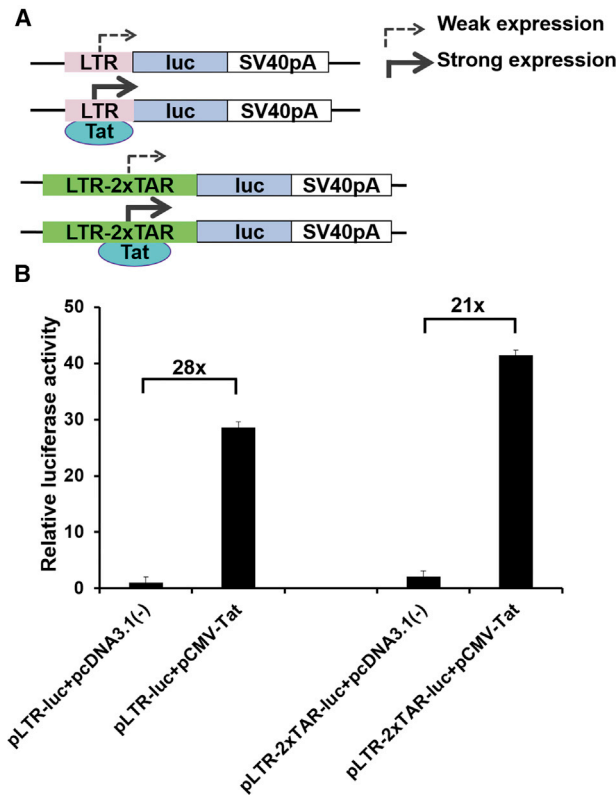 A
Weak expression
Strong expression
LTR luc SV40pA
LTR luc SV40pA
Tat
LTR-2xTAR luc SV40pA
LTR-2xTAR luc SV40pA
Tat
B
Relative luciferase activity
50
40
30
20
10
0
28x
21x
pLTR-luc+pcDNA3.1(-)
pLTR-luc+pCMV-Tat
pLTR-2xTAR-luc+pcDNA3.1(-)
pLTR-2xTAR-luc+pCMV-Tat